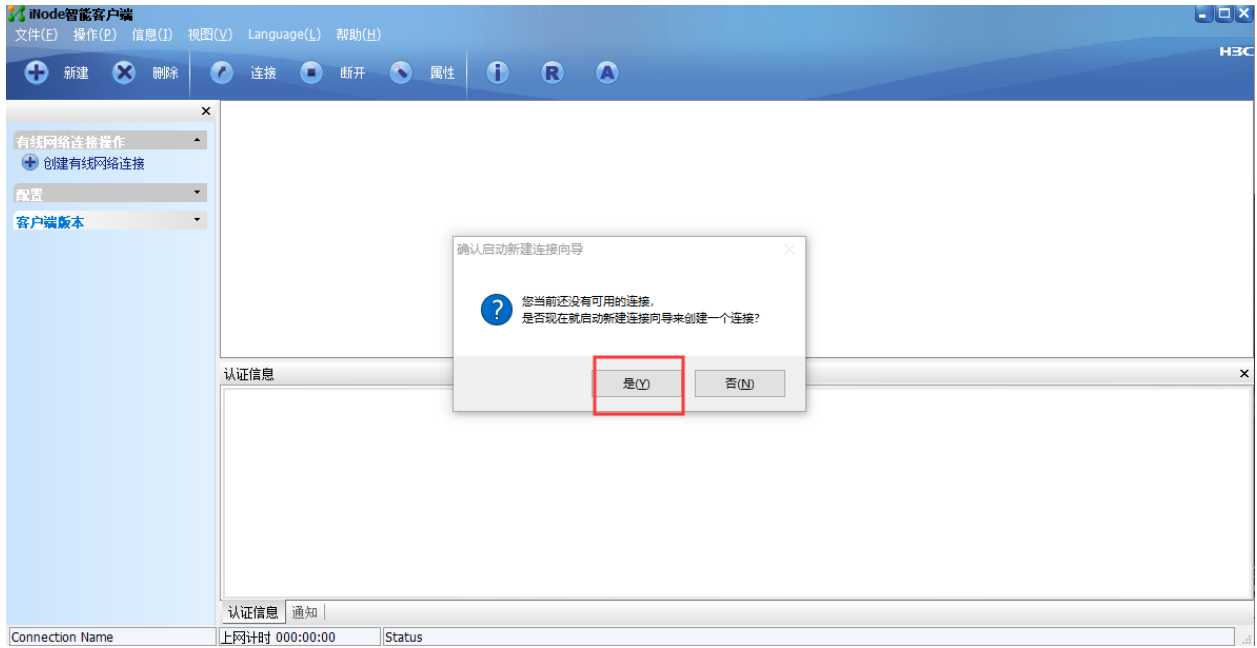 iNode智能客户端
文件(F) 操作(P) 信息(I) 视图(V) Language(L) 帮助(H)
H3C
新建 删除 连接 断开 属性 i R A
有线网络连接操作
创建有线网络连接
配置
客户端版本
确认启动新建连接向导
您当前还没有可用的连接,
是否现在就启动新建连接向导来创建一个连接?
是(Y) 否(N)
认证信息
认证信息 通知
Connection Name 上网计时 000:00:00 Status